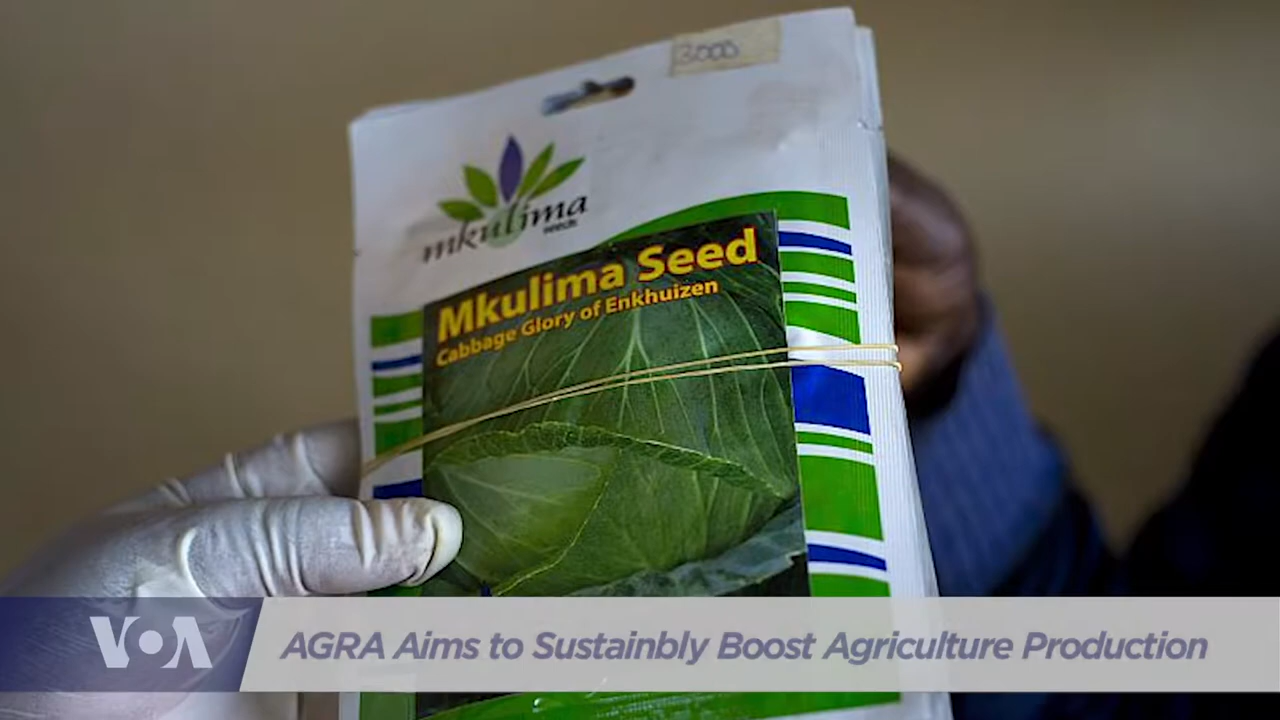 3000
mkulima
seeds
Mkulima Seed
Cabbage Glory of Enkhuizen
VOA
AGRA Aims to Sustainbly Boost Agriculture Production